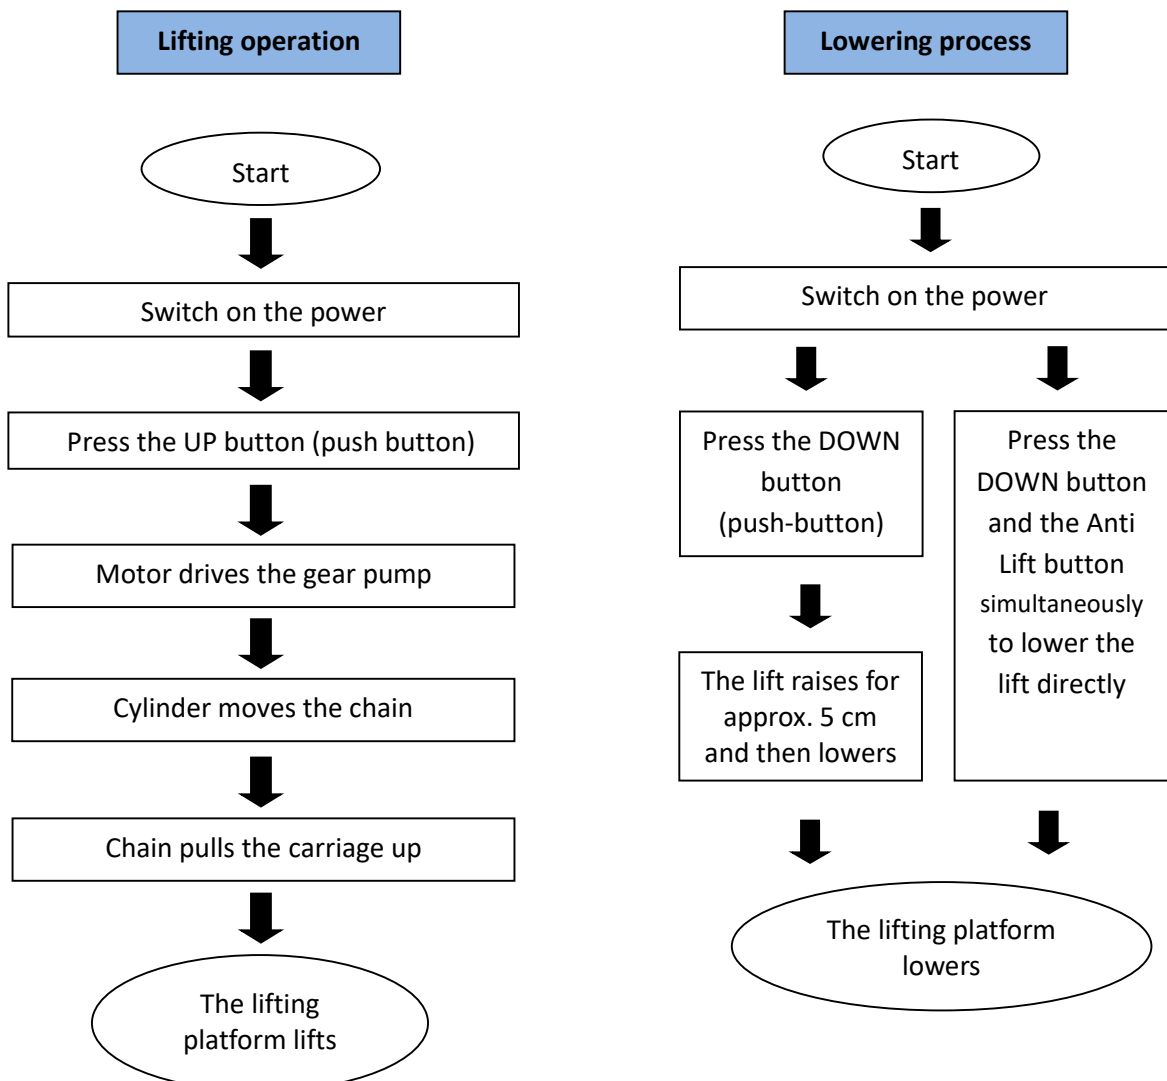 Lifting operation
Start
Switch on the power
Press the UP button (push button)
Motor drives the gear pump
Cylinder moves the chain
Chain pulls the carriage up
The lifting
platform lifts
Lowering process
Start
Switch on the power
Press the DOWN
button
(push-button)
The lift raises for
approx. 5 cm
and then lowers
Press the
DOWN button
and the Anti
Lift button
simultaneously
to lower the
lift directly
The lifting platform
lowers